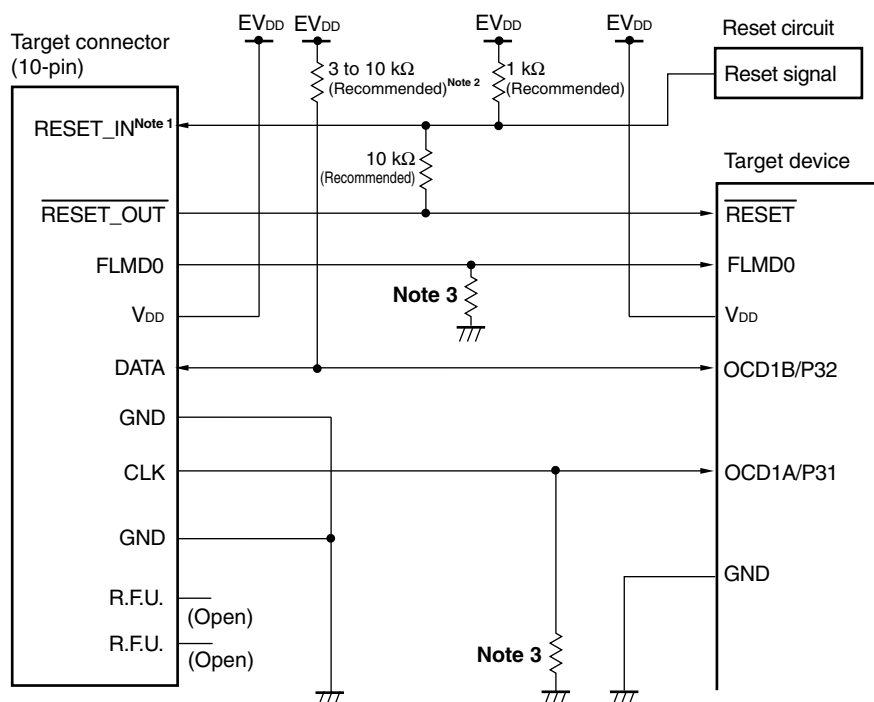 EVDD EVDD EVDD EVDD
Target connector
(10-pin)
Reset circuit
Reset signal
3 to 10 kΩ
(Recommended)Note 2
1 kΩ
(Recommended)
RESET_INNote 1
10 kΩ
(Recommended)
Target device
RESET_OUT
RESET
FLMD0
FLMD0
Note 3
VDD
VDD
DATA
OCD1B/P32
GND
CLK
OCD1A/P31
GND
GND
R.F.U.
(Open)
R.F.U.
(Open)
Note 3